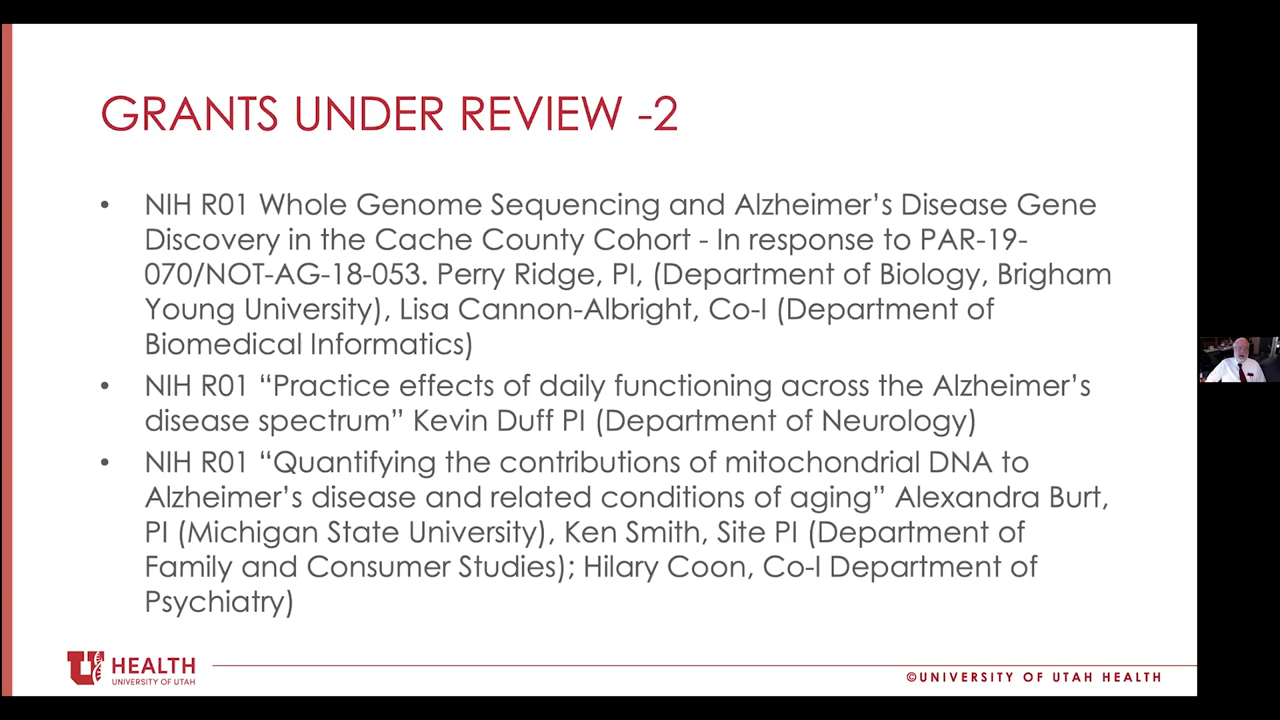 GRANTS UNDER REVIEW -2
• NIH R01 Whole Genome Sequencing and Alzheimer’s Disease Gene
Discovery in the Cache County Cohort - In response to PAR-19-
070/NOT-AG-18-053. Perry Ridge, PI, (Department of Biology, Brigham
Young University), Lisa Cannon-Albright, Co-I (Department of
Biomedical Informatics)
• NIH R01 “Practice effects of daily functioning across the Alzheimer’s
disease spectrum” Kevin Duff PI (Department of Neurology)
• NIH R01 “Quantifying the contributions of mitochondrial DNA to
Alzheimer’s disease and related conditions of aging” Alexandra Burt,
PI (Michigan State University), Ken Smith, Site PI (Department of
Family and Consumer Studies); Hilary Coon, Co-I Department of
Psychiatry)
U HEALTH
UNIVERSITY OF UTAH
©UNIVERSITY OF UTAH HEALTH